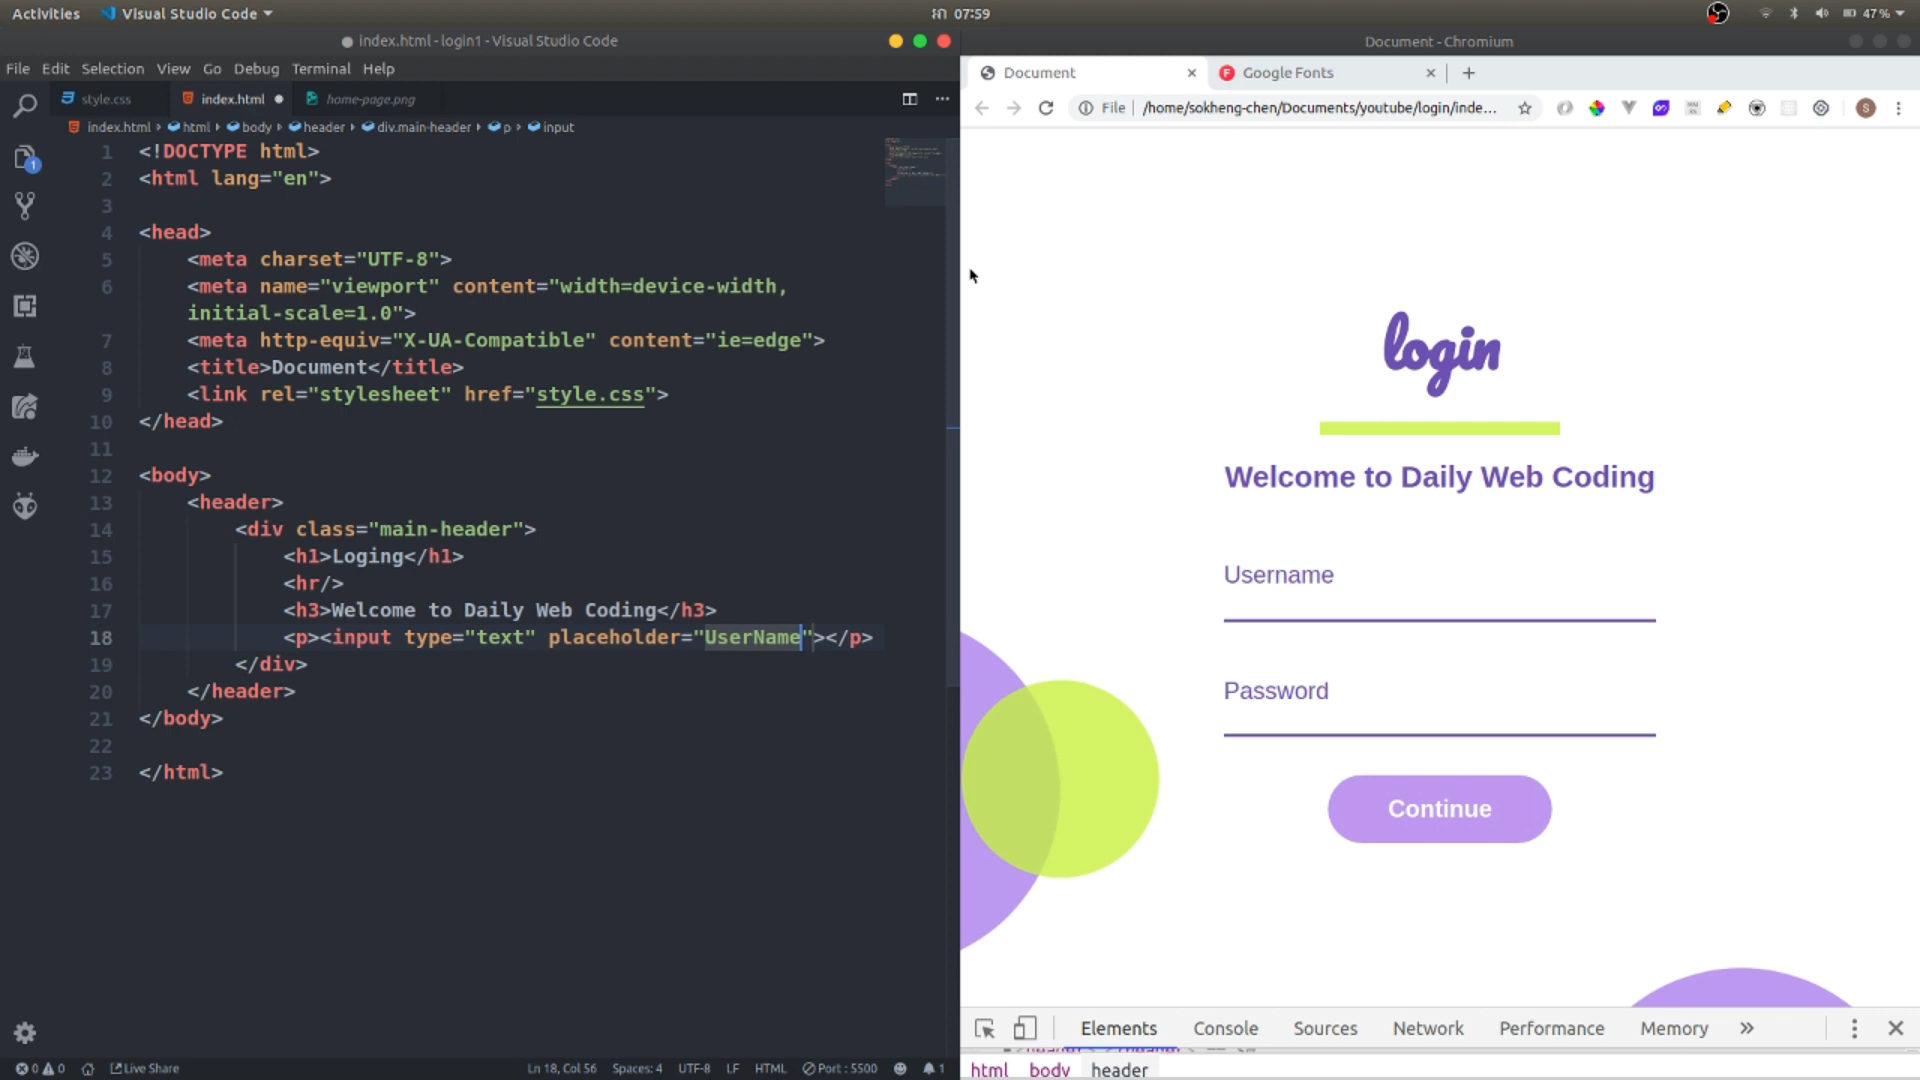 Activities Visual Studio Code 07:59 47%
index.html - login1 - Visual Studio Code
Document - Chromium
File Edit Selection View Go Debug Terminal Help
Document Google Fonts
style.css index.html home-page.png
File /home/sokheng-chen/Documents/youtube/login/inde... S
index.html > html > body > header > div.main-header > p > input
1 <!DOCTYPE html>
2 <html lang="en">
3
4 <head>
5 <meta charset="UTF-8">
6 <meta name="viewport" content="width=device-width,
initial-scale=1.0">
7 <meta http-equiv="X-UA-Compatible" content="ie=edge">
8 <title>Document</title>
9 <link rel="stylesheet" href="style.css">
10 </head>
11
12 <body>
13 <header>
14 <div class="main-header">
15 <h1>Loging</h1>
16 <hr/>
17 <h3>Welcome to Daily Web Coding</h3>
18 <p><input type="text" placeholder="UserName"></p>
19 </div>
20 </header>
21 </body>
22
23 </html>
1
login
Welcome to Daily Web Coding
Username
Password
Continue
Elements Console Sources Network Performance Memory »
html body header
0 0 Live Share Ln 18, Col 56 Spaces: 4 UTF-8 LF HTML Port : 5500 1